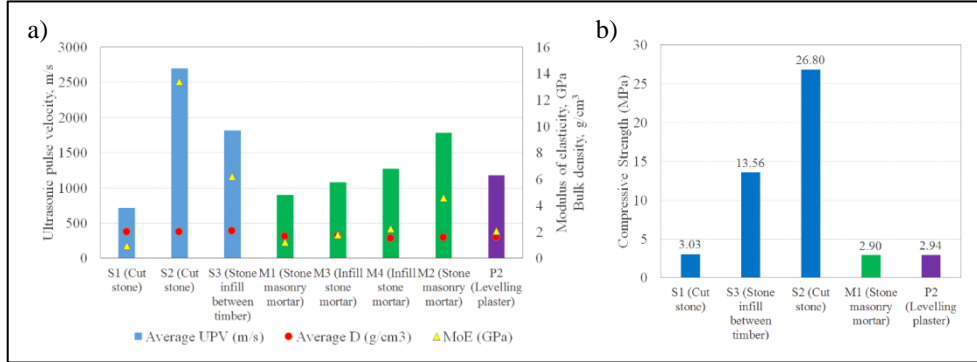 a)
b)
3000
2500
2000
1500
1000
500
0
Ultrasonic pulse velocity, m/s
16
14
12
10
8
6
4
2
0
Modulus of elasticity, GPa
Bulk density, g/cm³
S1 (Cut
stone)
S2 (Cut
stone)
S3 (Stone
infill
between
timber)
M1 (Stone
masonry
mortar)
M3 (Infill
stone
mortar)
M4 (Infill
stone
mortar)
M2 (Stone
masonry
mortar)
P2
(Levelling
plaster)
Average UPV (m/s)
Average D (g/cm3)
MoE (GPa)
30
25
20
15
10
5
0
Compressive Strength (MPa)
3.03
13.56
26.80
2.90
2.94
S1 (Cut
stone)
S3 (Stone
infill
between
timber)
S2 (Cut
stone)
M1 (Stone
masonry
mortar)
P2
(Levelling
plaster)